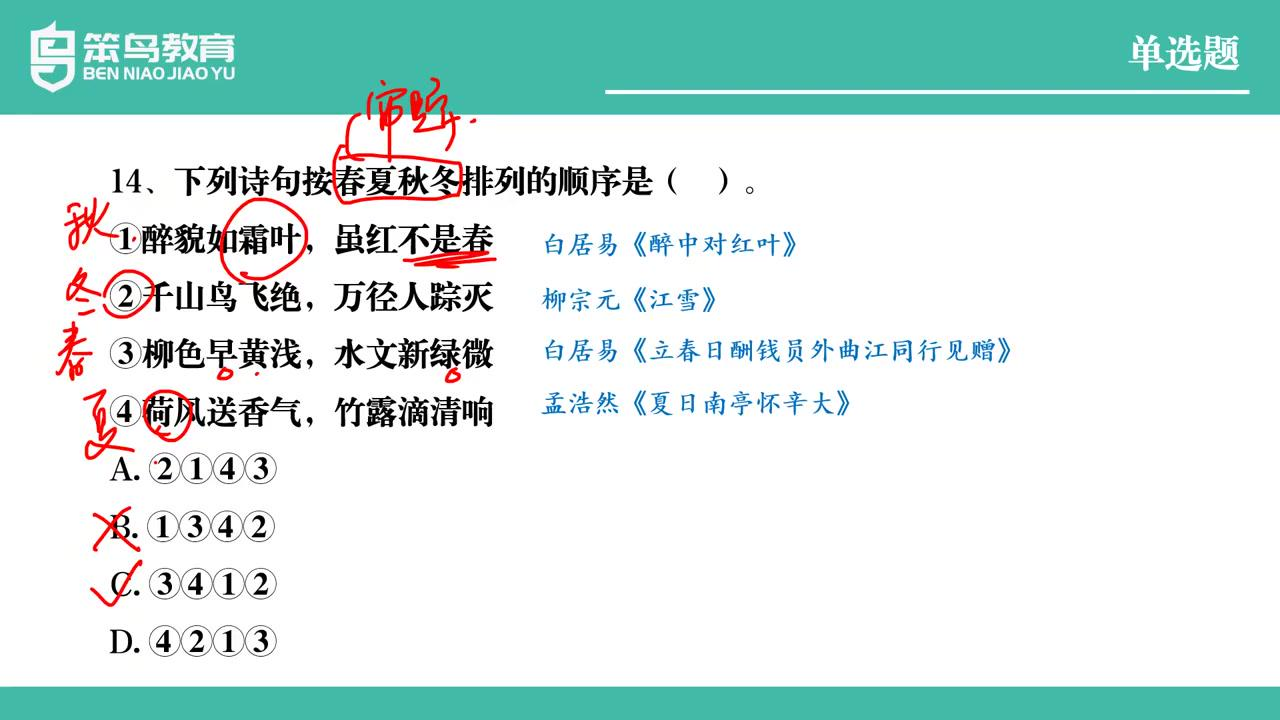 笨鸟教育
BEN NIAO JIAO YU
单选题
审题
14、下列诗句按春夏秋冬排列的顺序是（ ）。
秋
①醉貌如霜叶，虽红不是春 白居易《醉中对红叶》
冬
②千山鸟飞绝，万径人踪灭 柳宗元《江雪》
春
③柳色早黄浅，水文新绿微 白居易《立春日酬钱员外曲江同行见赠》
夏
④荷风送香气，竹露滴清响 孟浩然《夏日南亭怀辛大》
A. ②①④③
B. ①③④②
C. ③④①②
D. ④②①③